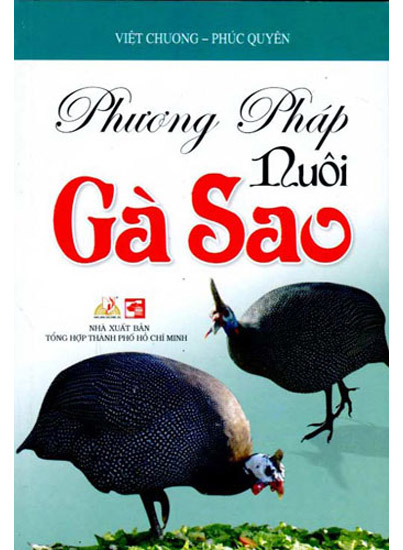 VIỆT CHƯƠNG – PHÚC QUYÊN
Phương Pháp
Nuôi
Gà Sao
NHÀ XUẤT BẢN
TỔNG HỢP THÀNH PHỐ HỒ CHÍ MINH